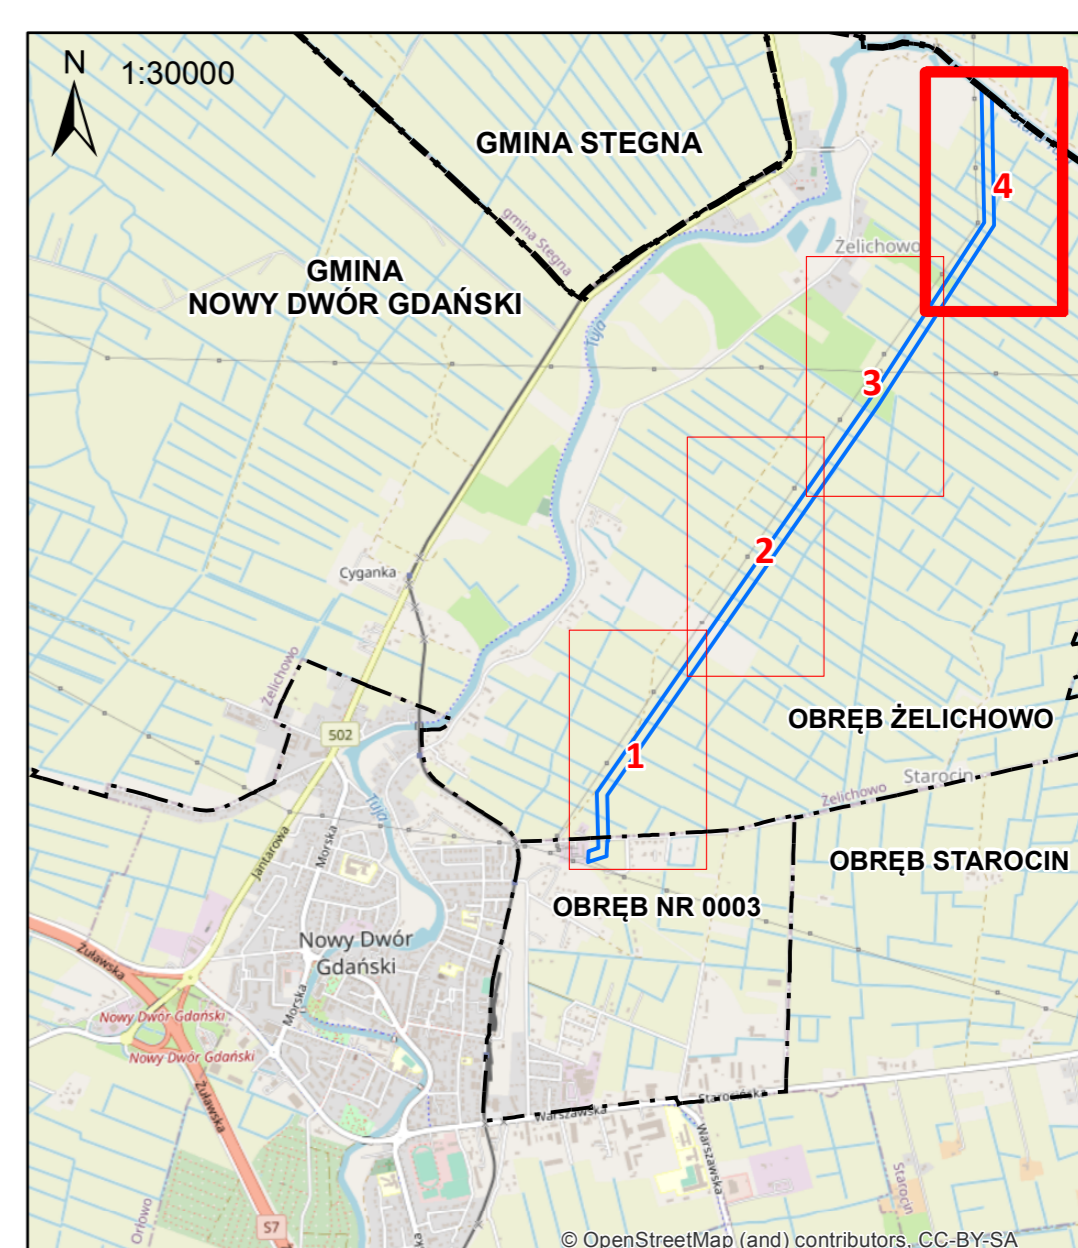 N
1:30000
GMINA STEGNA
gmina Stegna
GMINA
NOWY DWÓR GDAŃSKI
Żelichowo
4
Tuja
3
Cyganka
2
Żelichowo
502
OBRĘB ŻELICHOWO
1
Starocin
Żelichowo
Tuja
Jantarowa
Morska
OBRĘB STAROCIN
OBRĘB NR 0003
Nowy Dwór
Gdański
Żuławska
Morska
Nowy Dwór Gdański
Nowy Dwór Gdański
Żuławska
Warszawska
Starocińska
Warszawska
Starocin
Orłowo
S7
© OpenStreetMap (and) contributors, CC-BY-SA